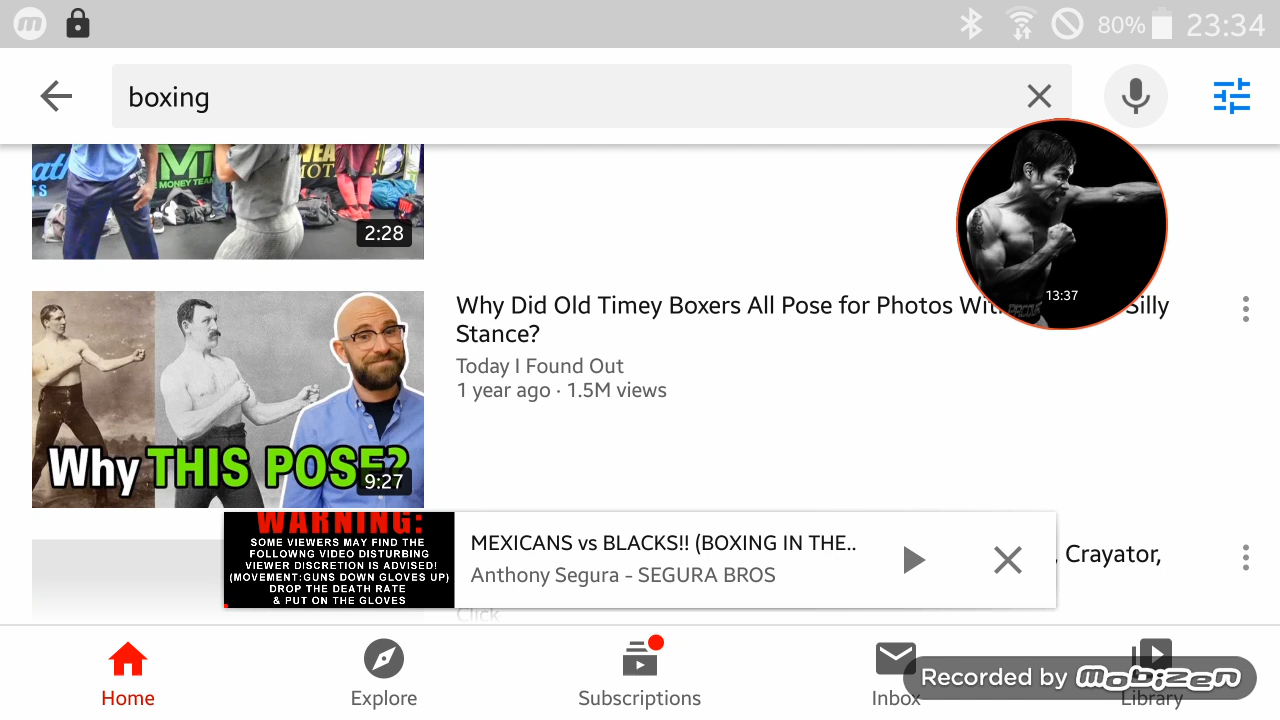 80%
23:34
boxing
MONEY TEAM
2:28
Why Did Old Timey Boxers All Pose for Photos
Silly
Stance?
Today I Found Out
1 year ago · 1.5M views
13:37
Why THIS POSE?
9:27
WARNING:
SOME VIEWERS MAY FIND THE
FOLLOWNG VIDEO DISTURBING
VIEWER DISCRETION IS ADVISED!
(MOVEMENT:GUNS DOWN GLOVES UP)
DROP THE DEATH RATE
& PUT ON THE GLOVES
MEXICANS vs BLACKS!! (BOXING IN THE..
Anthony Segura - SEGURA BROS
, Crayator,
Click
Home
Explore
Subscriptions
Inbox
Library
Recorded by mobizen